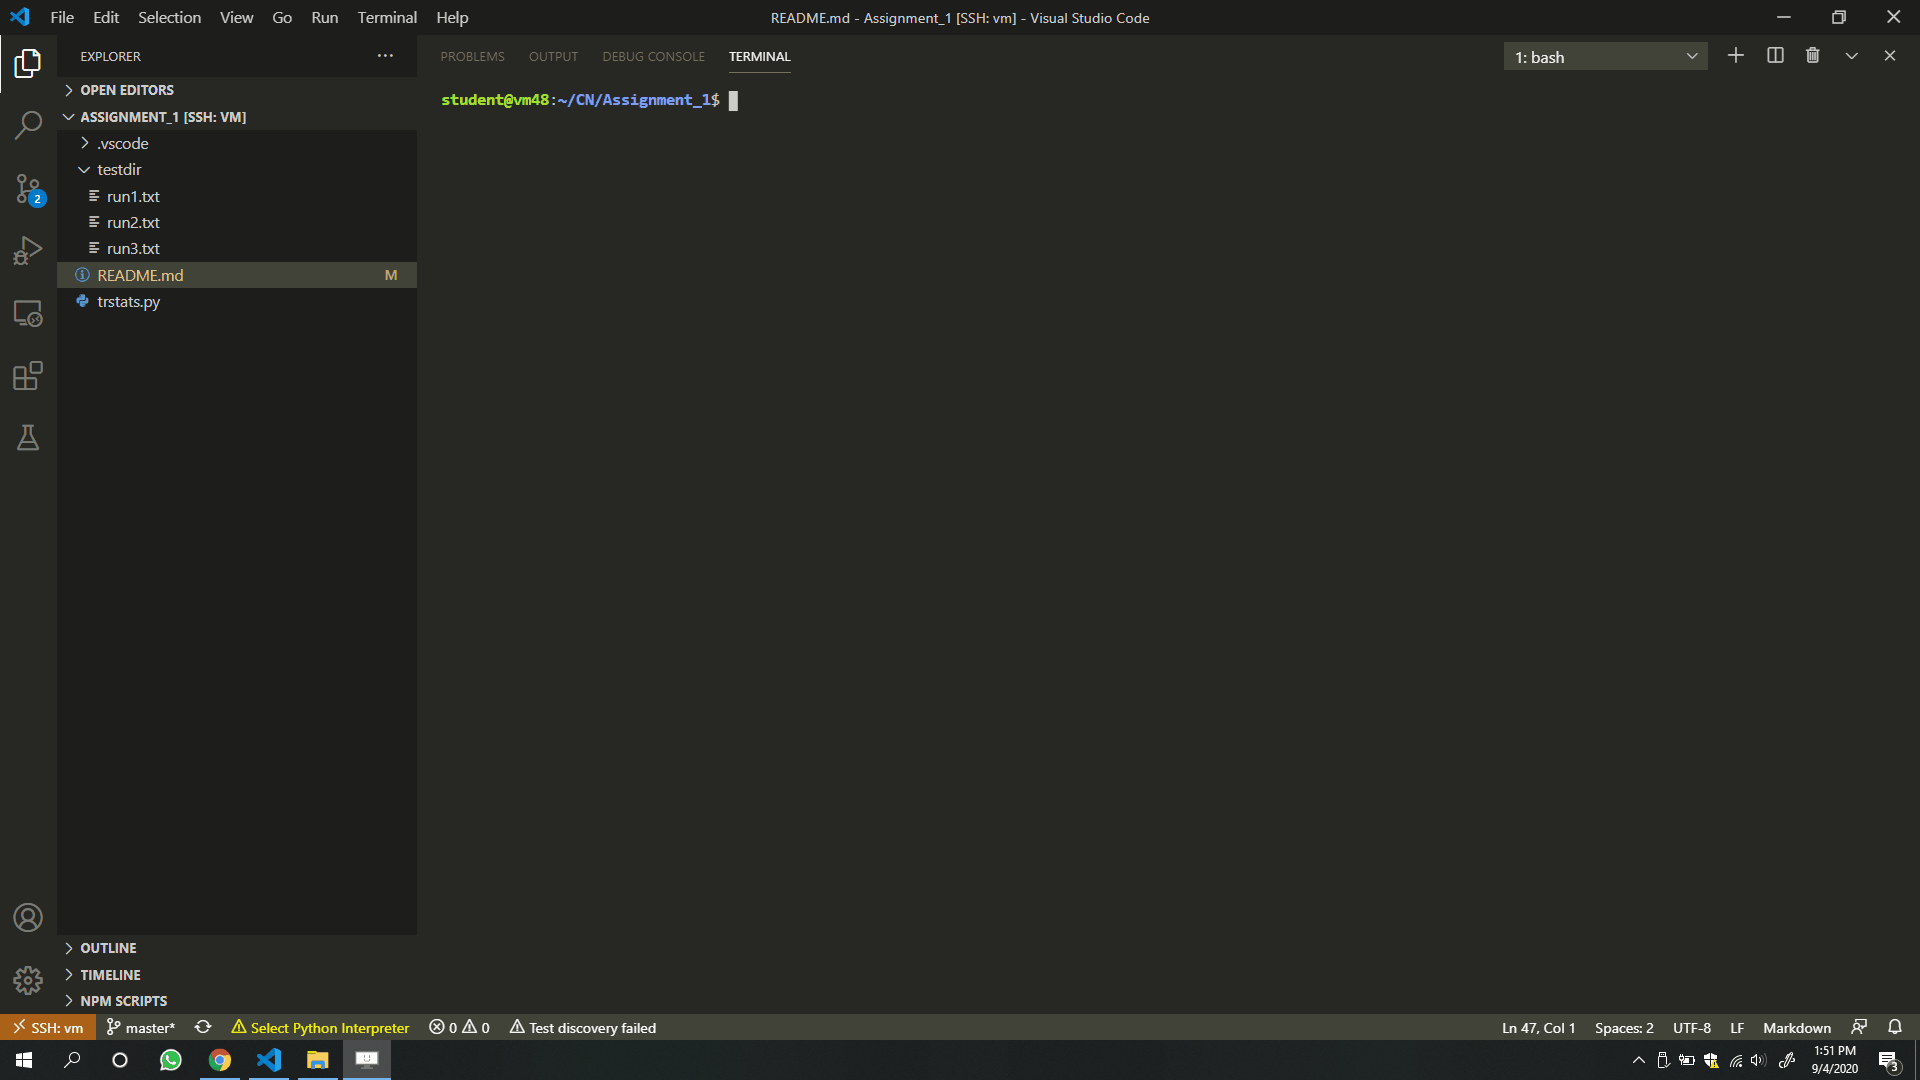 File Edit Selection View Go Run Terminal Help
README.md - Assignment_1 [SSH: vm] - Visual Studio Code
EXPLORER
OPEN EDITORS
ASSIGNMENT_1 [SSH: VM]
.vscode
testdir
run1.txt
run2.txt
run3.txt
README.md M
trstats.py
2
OUTLINE
TIMELINE
NPM SCRIPTS
PROBLEMS OUTPUT DEBUG CONSOLE TERMINAL
1: bash
student@vm48:~/CN/Assignment_1$
SSH: vm master* Select Python Interpreter 0 0 Test discovery failed
Ln 47, Col 1 Spaces: 2 UTF-8 LF Markdown
1:51 PM
9/4/2020
3